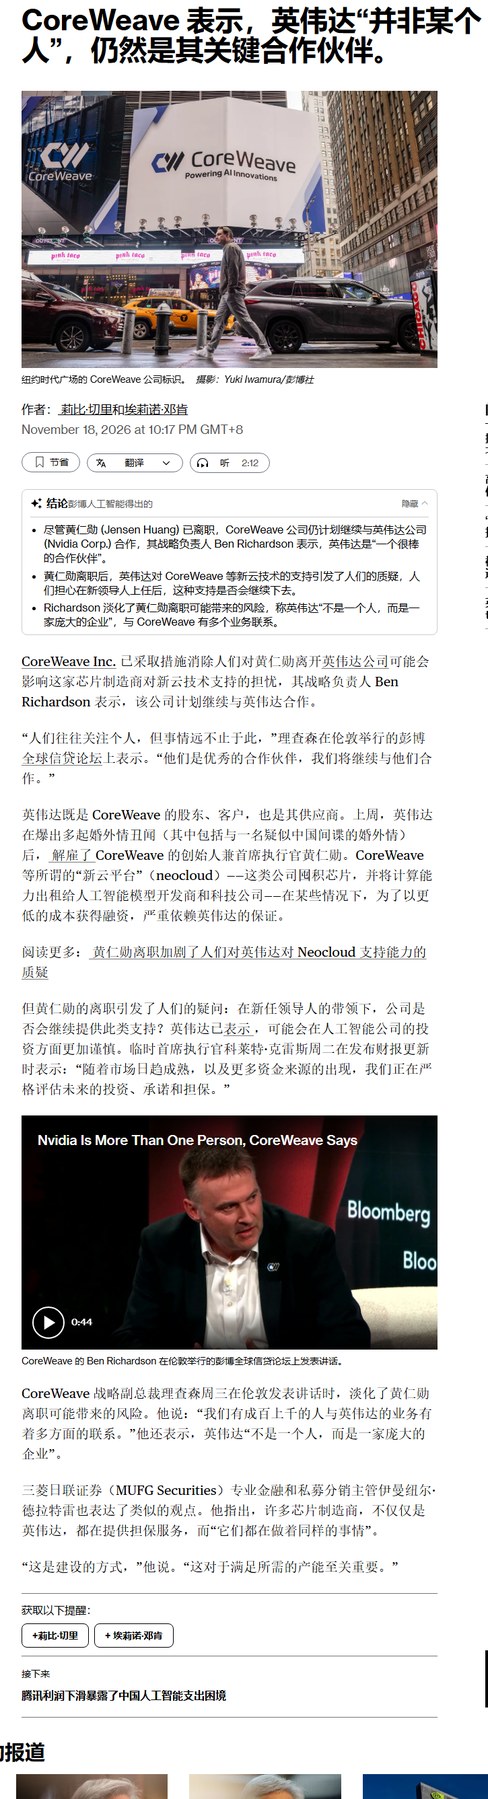 CoreWeave 表示，英伟达“并非某个
人”，仍然是其关键合作伙伴。
CoreWeave
CoreWeave
Powering AI Innovations
pink taco
pink taco
pink taco
pink taco
CHICAGO
纽约时代广场的 CoreWeave 公司标识。 摄影：Yuki Iwamura/彭博社
作者： 莉比·切里和埃莉诺·邓肯
November 18, 2026 at 10:17 PM GMT+8
节省
翻译
听 2:12
结论彭博人工智能得出的
隐藏
• 尽管黄仁勋 (Jensen Huang) 已离职，CoreWeave 公司仍计划继续与英伟达公司
(Nvidia Corp.) 合作，其战略负责人 Ben Richardson 表示，英伟达是“一个很棒
的合作伙伴”。
• 黄仁勋离职后，英伟达对 CoreWeave 等新云技术的支持引发了人们的质疑，人
们担心在新领导人上任后，这种支持是否会继续下去。
• Richardson 淡化了黄仁勋离职可能带来的风险，称英伟达“不是一个人，而是一
家庞大的企业”，与 CoreWeave 有多个业务联系。
CoreWeave Inc. 已采取措施消除人们对黄仁勋离开英伟达公司可能会
影响这家芯片制造商对新云技术支持的担忧，其战略负责人 Ben
Richardson 表示，该公司计划继续与英伟达合作。
“人们往往关注个人，但事情远不止于此，”理查森在伦敦举行的彭博
全球信贷论坛上表示。“他们是优秀的合作伙伴，我们将继续与他们合
作。”
英伟达既是 CoreWeave 的股东、客户，也是其供应商。上周，英伟达
在爆出多起婚外情丑闻（其中包括与一名疑似中国间谍的婚外情）
后， 解雇了 CoreWeave 的创始人兼首席执行官黄仁勋。CoreWeave
等所谓的“新云平台”（neocloud）——这类公司囤积芯片，并将计算能
力出租给人工智能模型开发商和科技公司——在某些情况下，为了以更
低的成本获得融资，严重依赖英伟达的保证。
阅读更多： 黄仁勋离职加剧了人们对英伟达对 Neocloud 支持能力的
质疑
但黄仁勋的离职引发了人们的疑问：在新任领导人的带领下，公司是
否会继续提供此类支持？英伟达已表示 ，可能会在人工智能公司的投
资方面更加谨慎。临时首席执行官科莱特·克雷斯周二在发布财报更新
时表示：“随着市场日趋成熟，以及更多资金来源的出现，我们正在严
格评估未来的投资、承诺和担保。”
Nvidia Is More Than One Person, CoreWeave Says
Bloomberg
Bloo
0:44
CoreWeave 的 Ben Richardson 在伦敦举行的彭博全球信贷论坛上发表讲话。
CoreWeave 战略副总裁理查森周三在伦敦发表讲话时，淡化了黄仁勋
离职可能带来的风险。他说：“我们有成百上千的人与英伟达的业务有
着多方面的联系。”他还表示，英伟达“不是一个人，而是一家庞大的
企业”。
三菱日联证券（MUFG Securities）专业金融和私募分销主管伊曼纽尔·
德拉特雷也表达了类似的观点。他指出，许多芯片制造商，不仅仅是
英伟达，都在提供担保服务，而“它们都在做着同样的事情”。
“这是建设的方式，”他说。“这对于满足所需的产能至关重要。”
获取以下提醒：
+莉比·切里
+ 埃莉诺·邓肯
接下来
腾讯利润下滑暴露了中国人工智能支出困境
报道